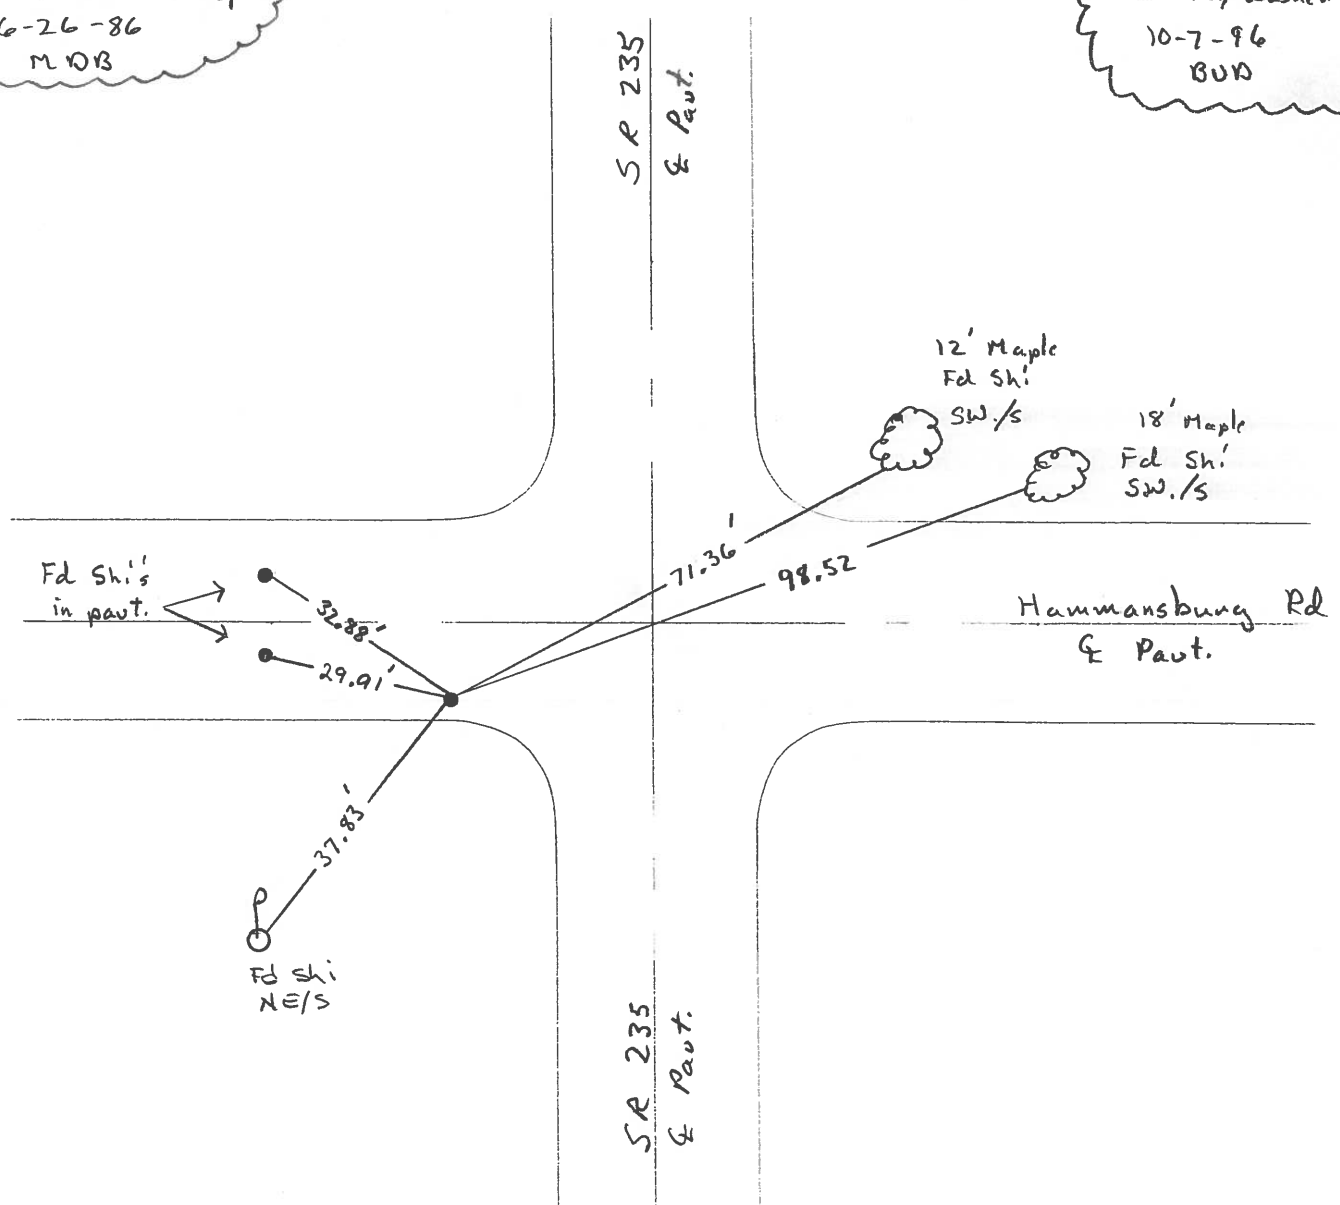 6-26-86
MDB
10-7-96
BUD
SR 235
℄ Pavt.
12' Maple
Fd Shi
SW./S
18' Maple
Fd Shi
SW./S
71.36'
98.52
Fd Shi's
in pavt.
32.88'
29.91'
Hammansburg Rd
℄ Pavt.
37.83'
Fd Shi
NE/S
SR 235
℄ Pavt.